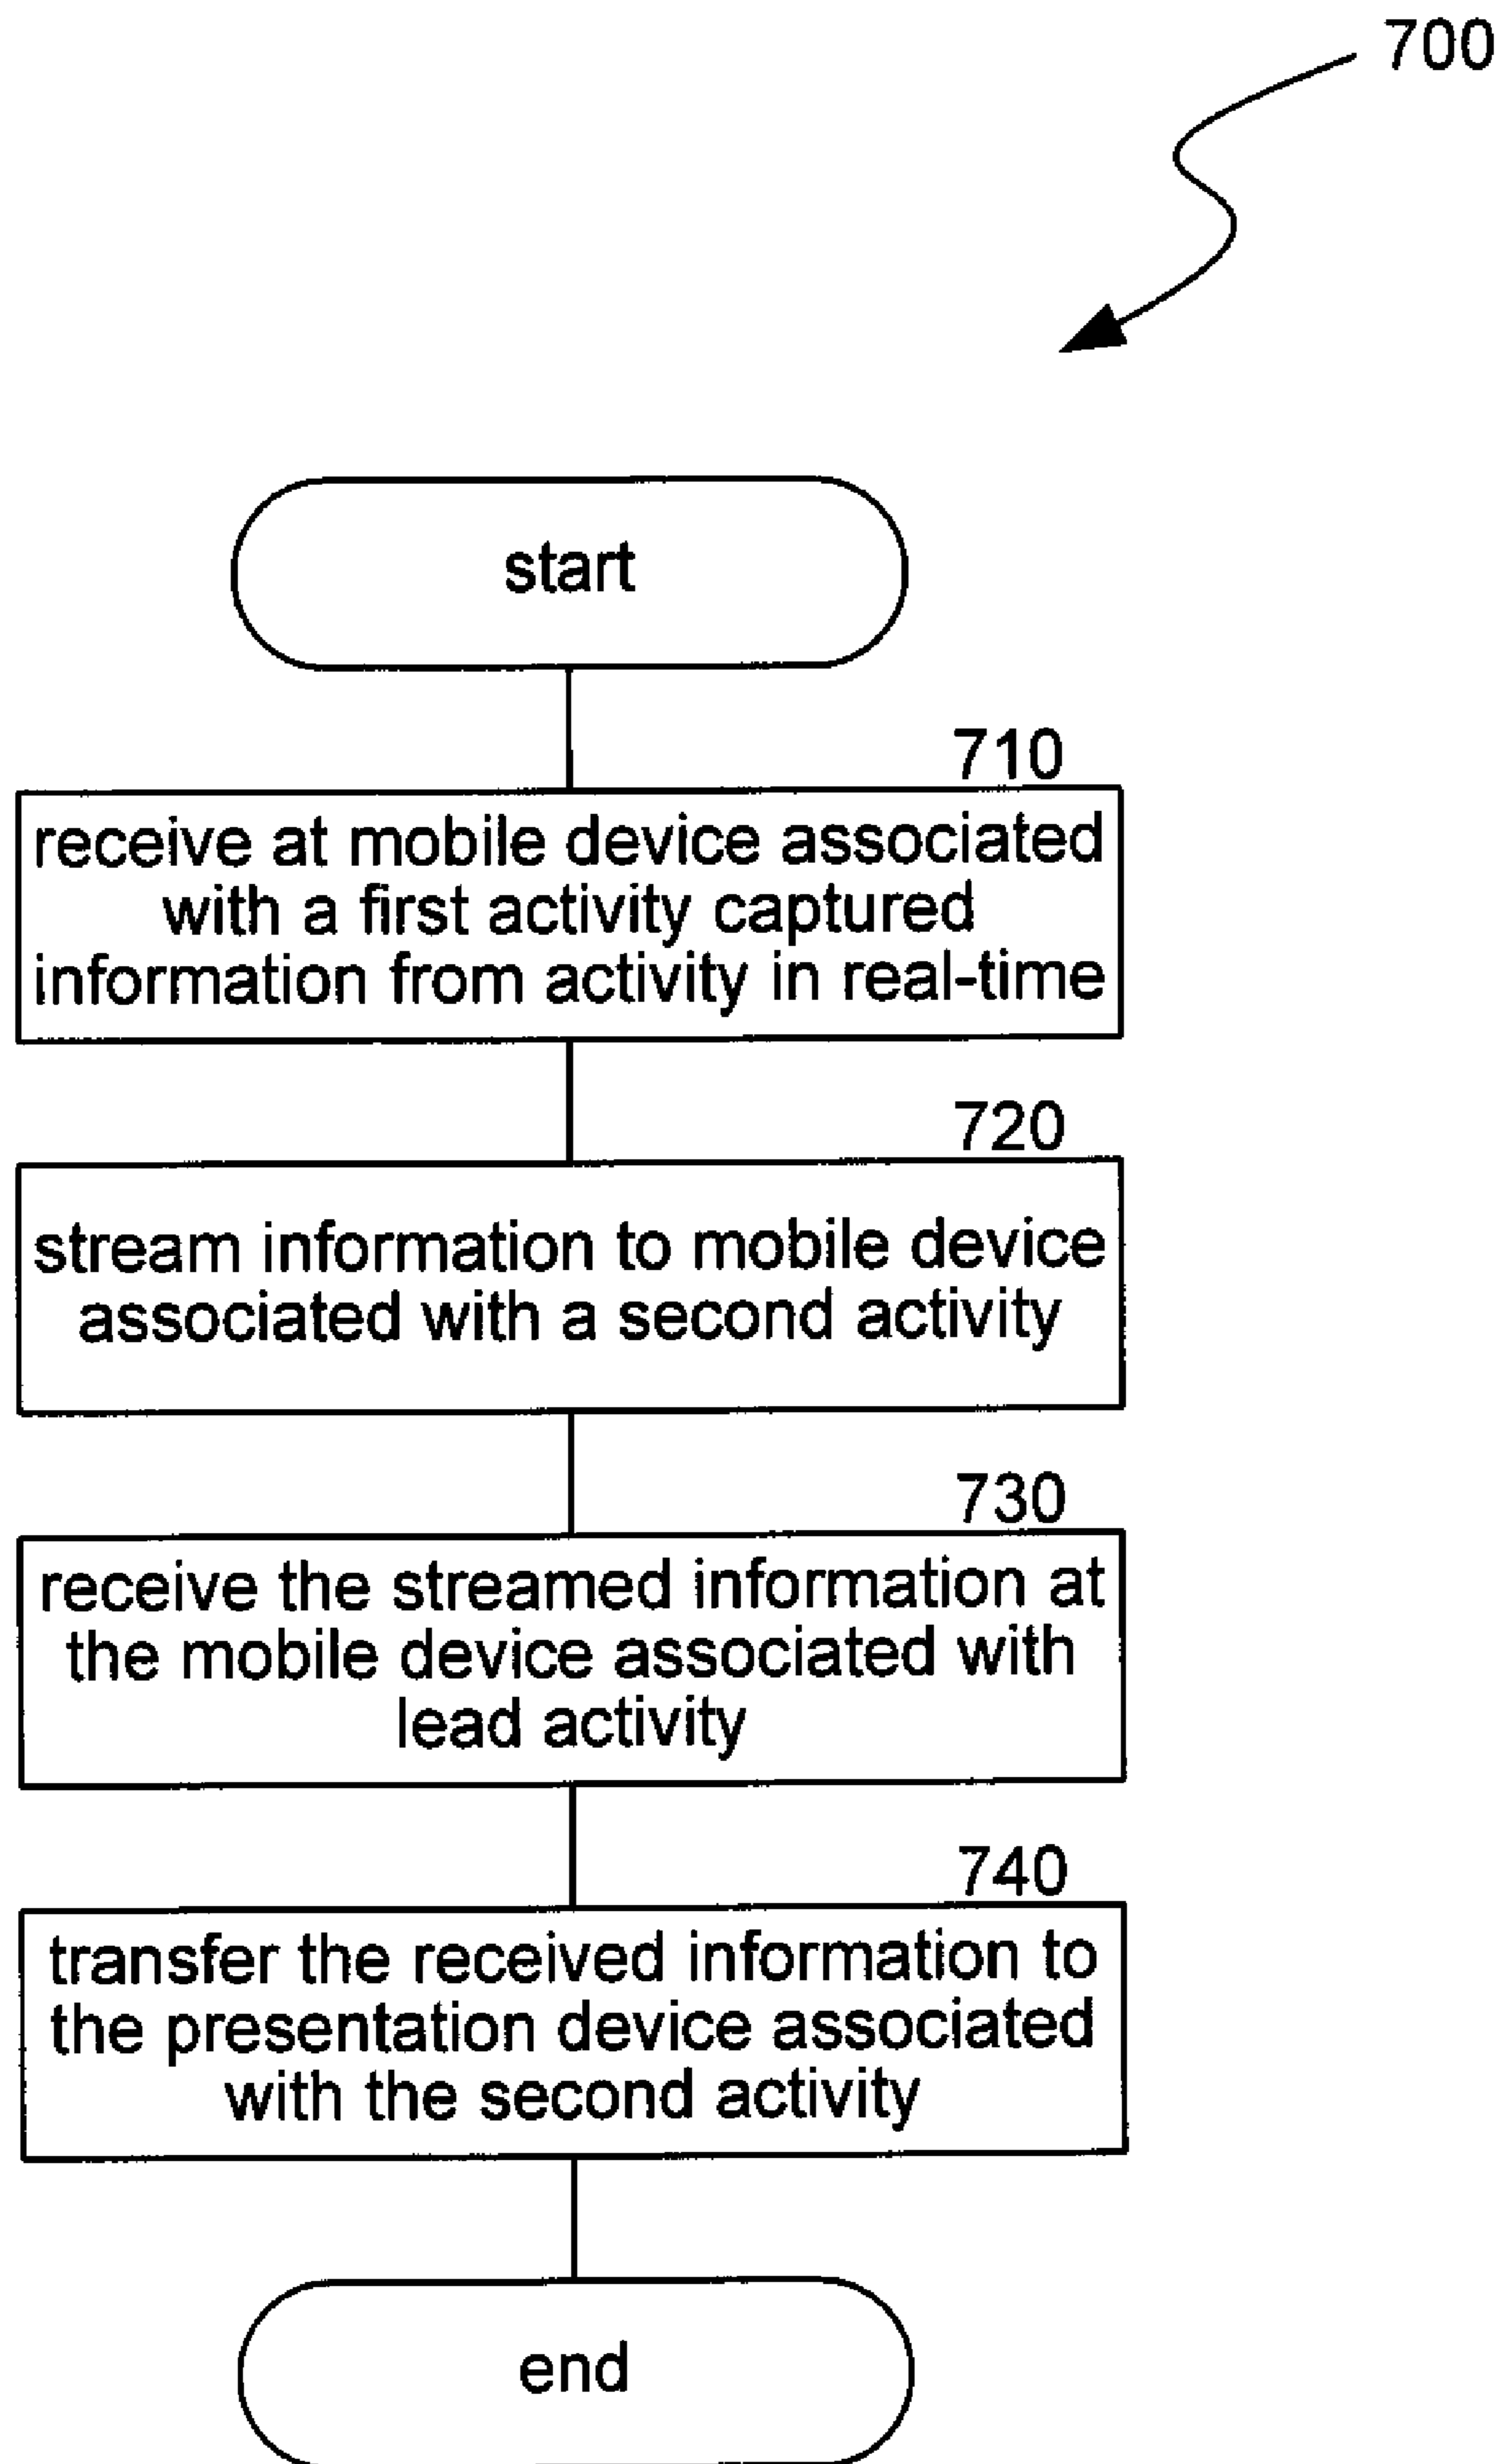 700
start
710
receive at mobile device associated
with a first activity captured
information from activity in real-time
720
stream information to mobile device
associated with a second activity
730
receive the streamed information at
the mobile device associated with
lead activity
740
transfer the received information to
the presentation device associated
with the second activity
end